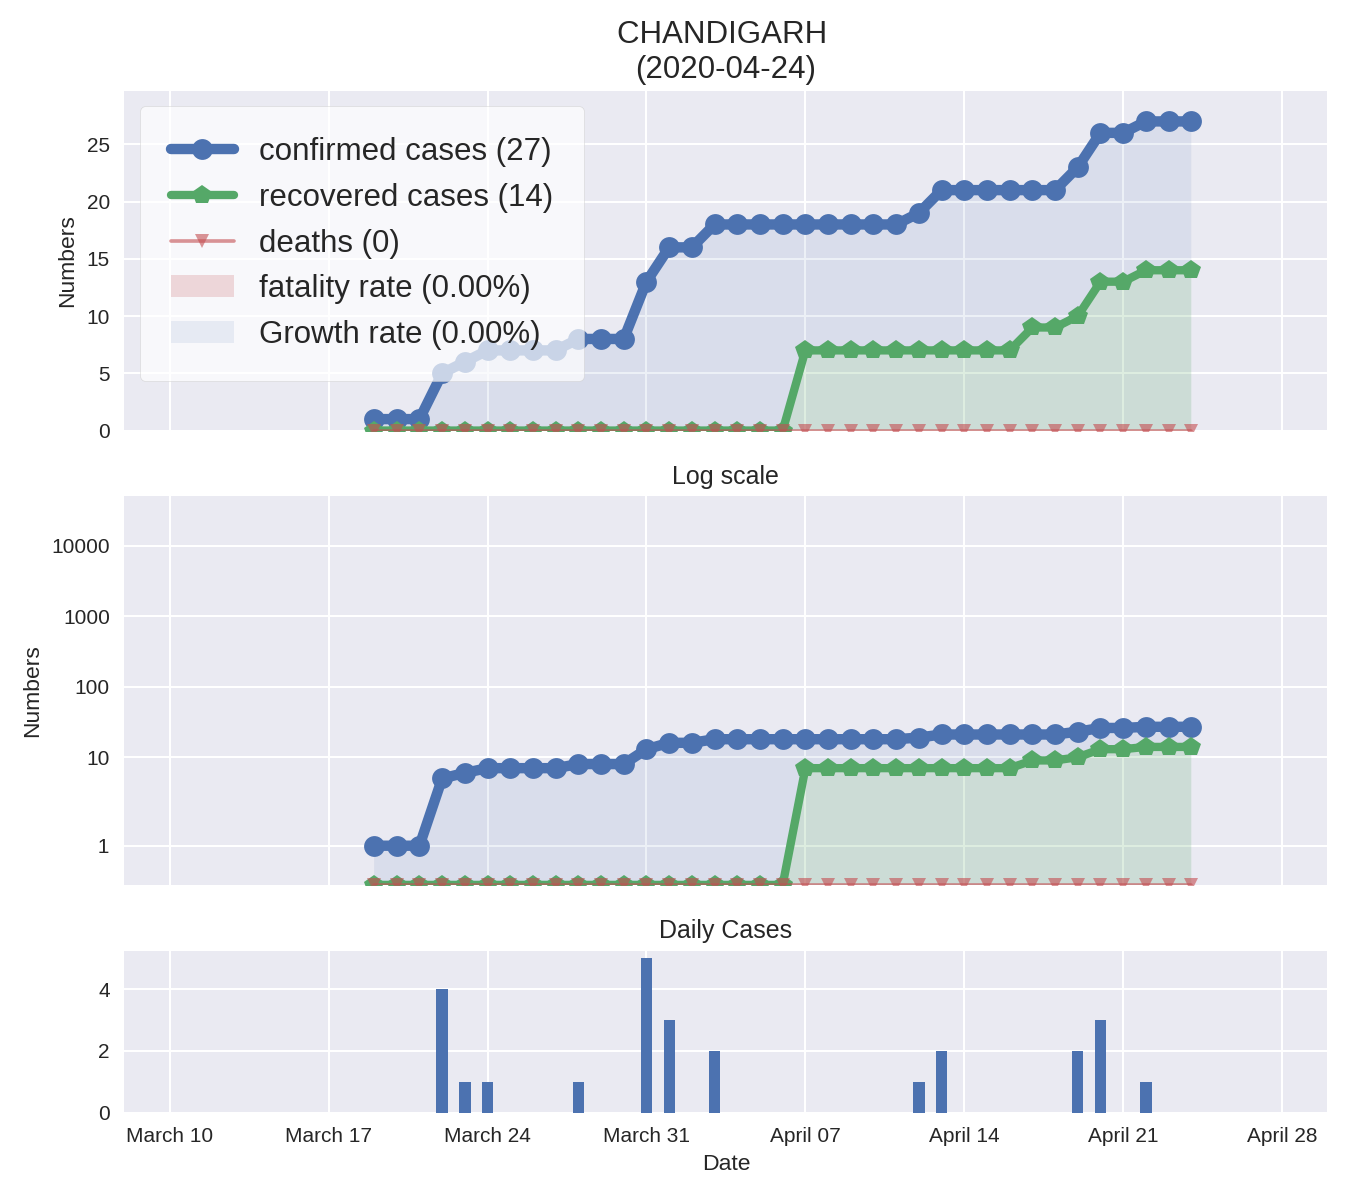 CHANDIGARH
(2020-04-24)
confirmed cases (27)
recovered cases (14)
deaths (0)
fatality rate (0.00%)
Growth rate (0.00%)
Numbers
25
20
15
10
5
0
Log scale
Numbers
10000
1000
100
10
1
Daily Cases
4
2
0
March 10 March 17 March 24 March 31 April 07 April 14 April 21 April 28
Date